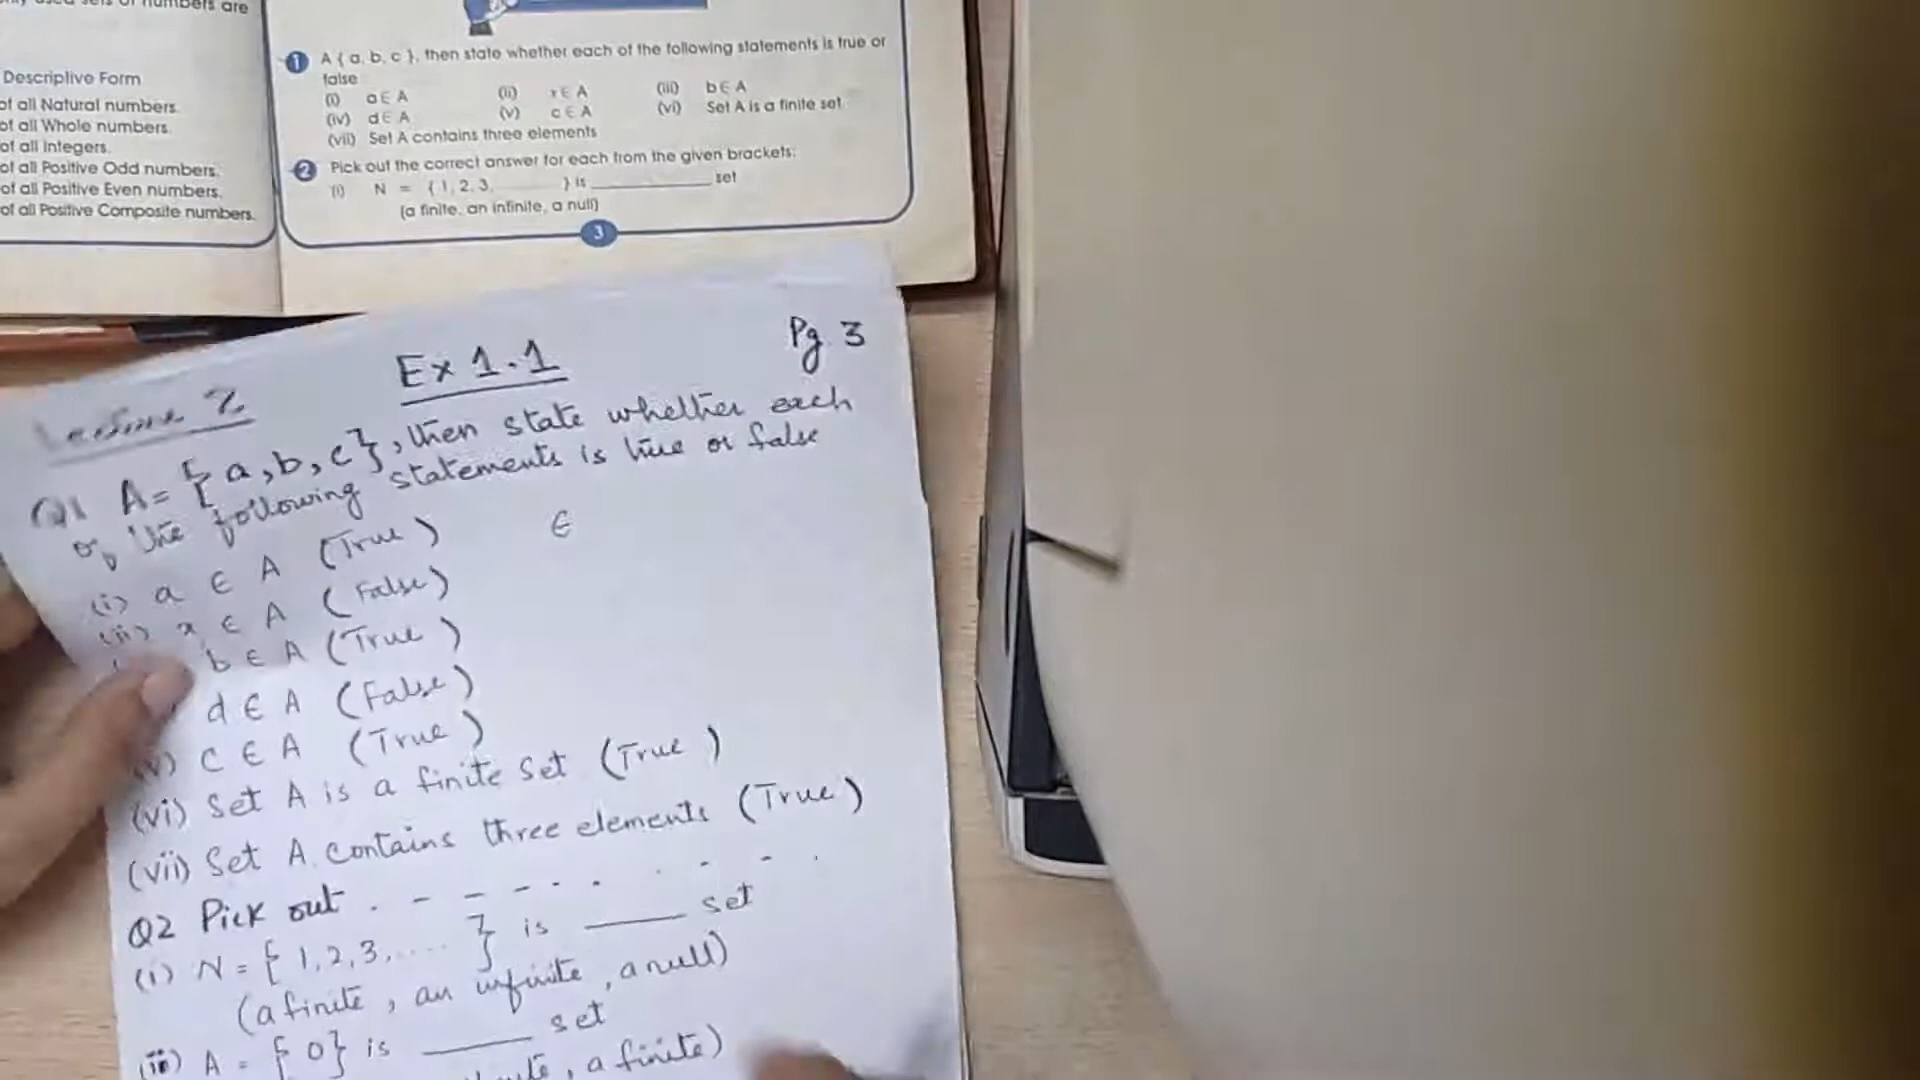 numbers are
Descriptive Form
of all Natural numbers.
of all Whole numbers.
of all Integers.
of all Positive Odd numbers.
of all Positive Even numbers.
of all Positive Composite numbers.
1 A { a, b, c }, then state whether each of the following statements is true or
false
(i) a ∈ A (ii) x ∈ A (iii) b ∈ A
(iv) d ∈ A (v) c ∈ A (vi) Set A is a finite set
(vii) Set A contains three elements
2 Pick out the correct answer for each from the given brackets:
(i) N = { 1, 2, 3, } is ____________ set
(a finite, an infinite, a null)
3
Ex 1.1 Pg 3
Q1 A = {a, b, c}, then state whether each
of the following statements is true or false
(i) a ∈ A (True) ∈
(ii) x ∈ A (False)
b ∈ A (True)
d ∈ A (False)
(v) c ∈ A (True)
(vi) Set A is a finite set (True)
(vii) Set A contains three elements (True)
Q2 Pick out . - - - - . . - - .
(i) N = { 1, 2, 3, .... } is ______ set
(a finite, an infinite, a null)
(ii) A = {0} is ______ set
, a finite)